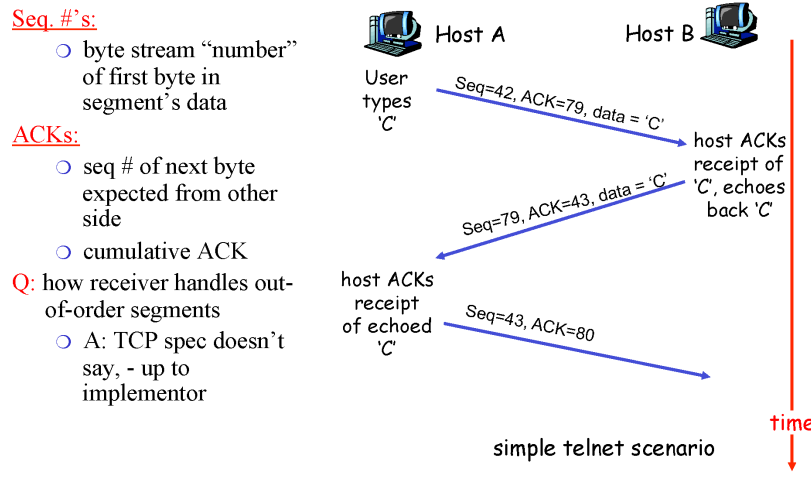 Seq. #'s:
❍ byte stream “number”
of first byte in
segment’s data
ACKs:
❍ seq # of next byte
expected from other
side
❍ cumulative ACK
Q: how receiver handles out-
of-order segments
❍ A: TCP spec doesn’t
say, - up to
implementor
Host A
Host B
User
types
‘C’
Seq=42, ACK=79, data = ‘C’
host ACKs
receipt of
‘C’, echoes
back ‘C’
Seq=79, ACK=43, data = ‘C’
host ACKs
receipt
of echoed
‘C’
Seq=43, ACK=80
time
simple telnet scenario